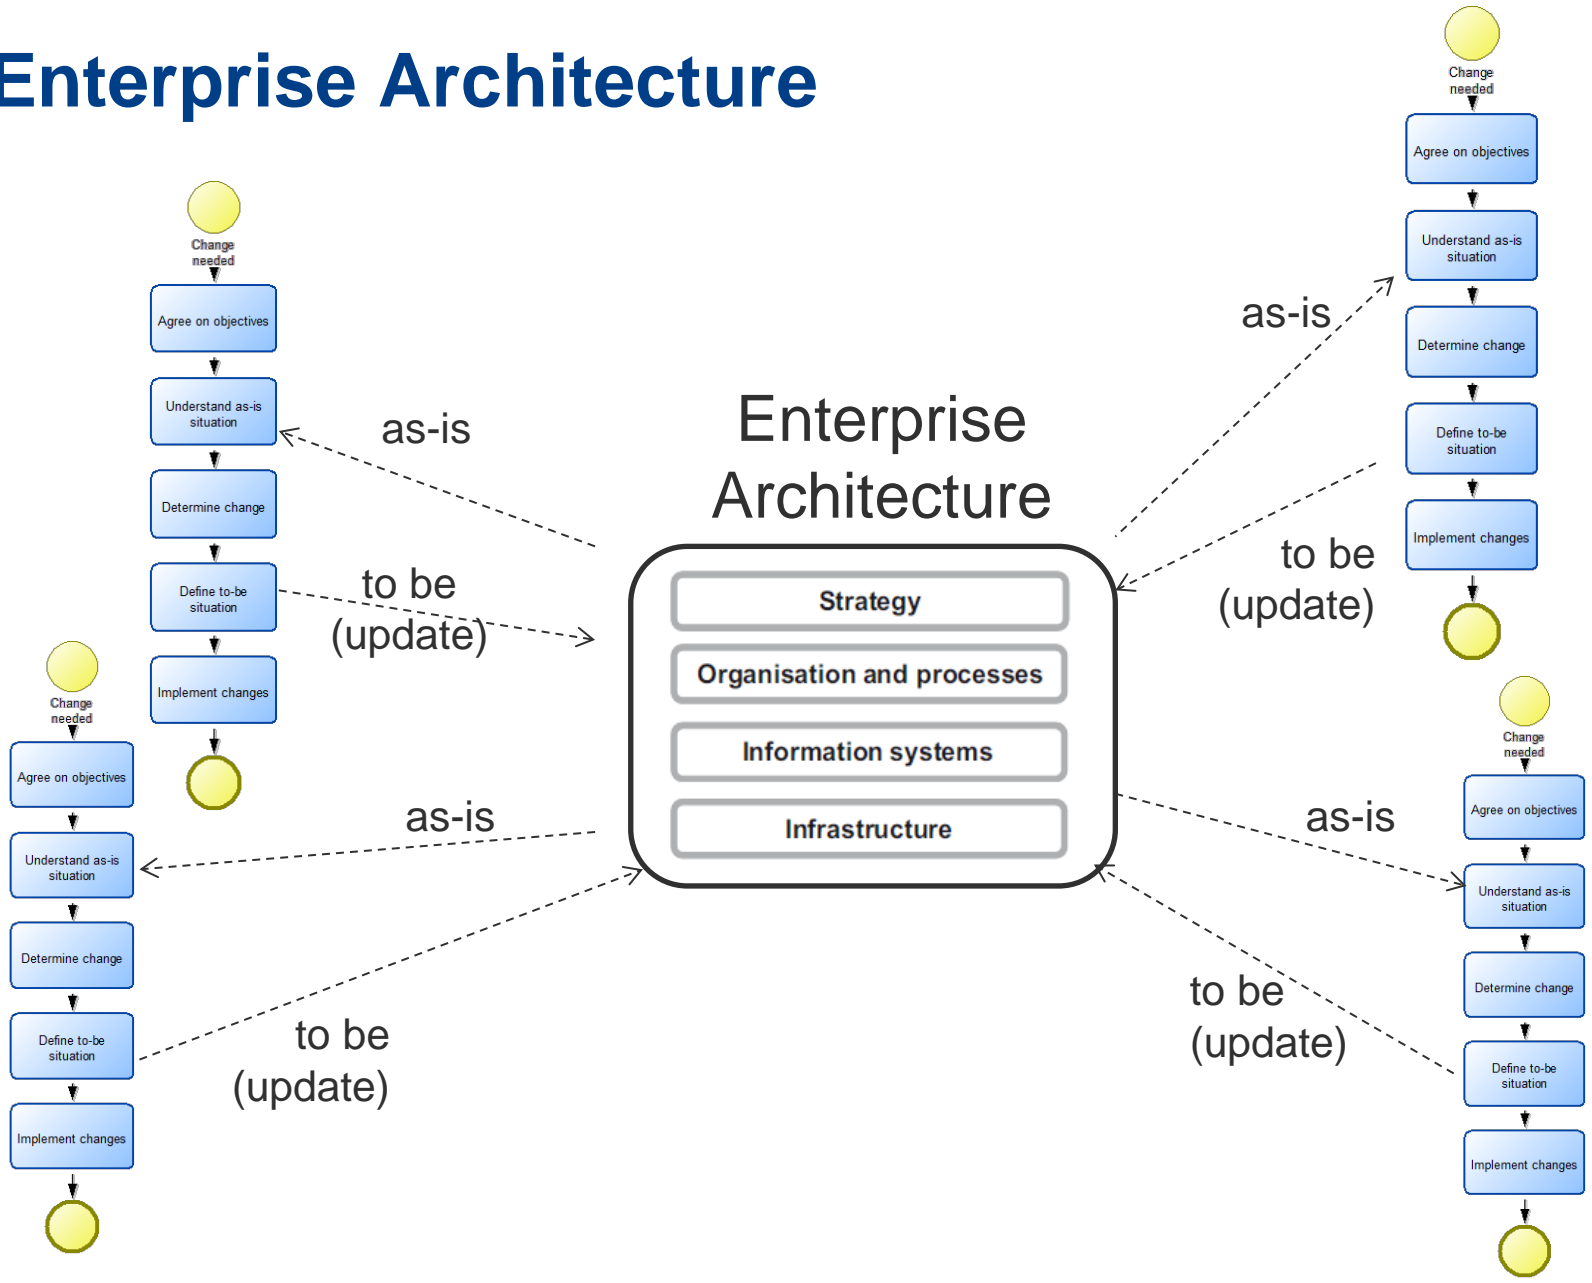 Enterprise Architecture
Change
needed
Agree on objectives
Understand as-is
situation
Determine change
Define to-be
situation
Implement changes
Change
needed
Agree on objectives
Understand as-is
situation
Determine change
Define to-be
situation
Implement changes
as-is
to be
(update)
as-is
to be
(update)
Enterprise
Architecture
Strategy
Organisation and processes
Information systems
Infrastructure
as-is
to be
(update)
as-is
to be
(update)
Change
needed
Agree on objectives
Understand as-is
situation
Determine change
Define to-be
situation
Implement changes
Change
needed
Agree on objectives
Understand as-is
situation
Determine change
Define to-be
situation
Implement changes